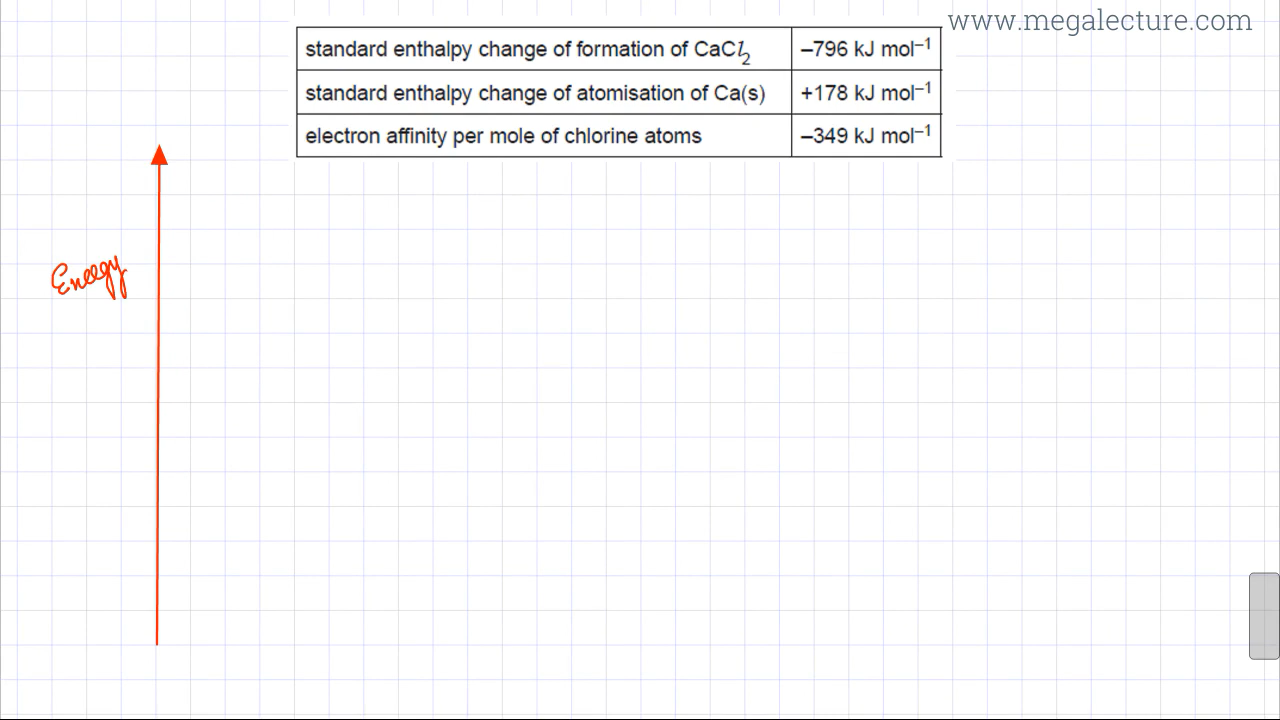 www.megalecture.com
standard enthalpy change of formation of CaCl₂ –796 kJ mol⁻¹
standard enthalpy change of atomisation of Ca(s) +178 kJ mol⁻¹
electron affinity per mole of chlorine atoms –349 kJ mol⁻¹
Energy